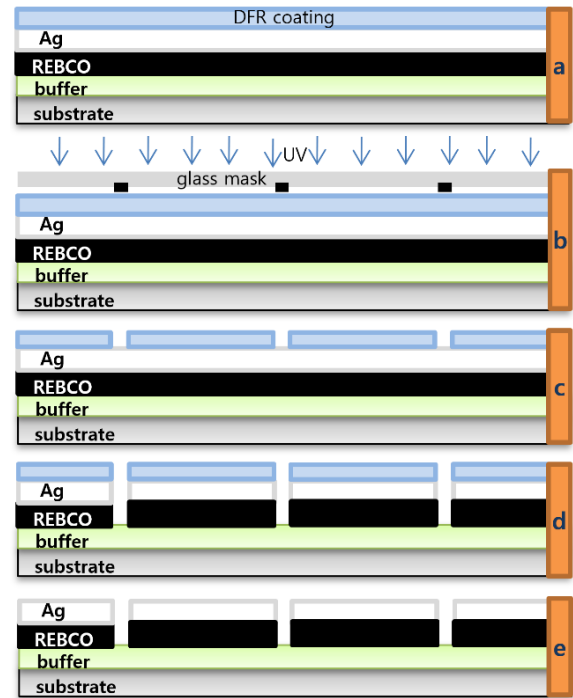 DFR coating
Ag
REBCO
buffer
substrate
a
UV
glass mask
Ag
REBCO
buffer
substrate
b
Ag
REBCO
buffer
substrate
c
Ag
REBCO
buffer
substrate
d
Ag
REBCO
buffer
substrate
e